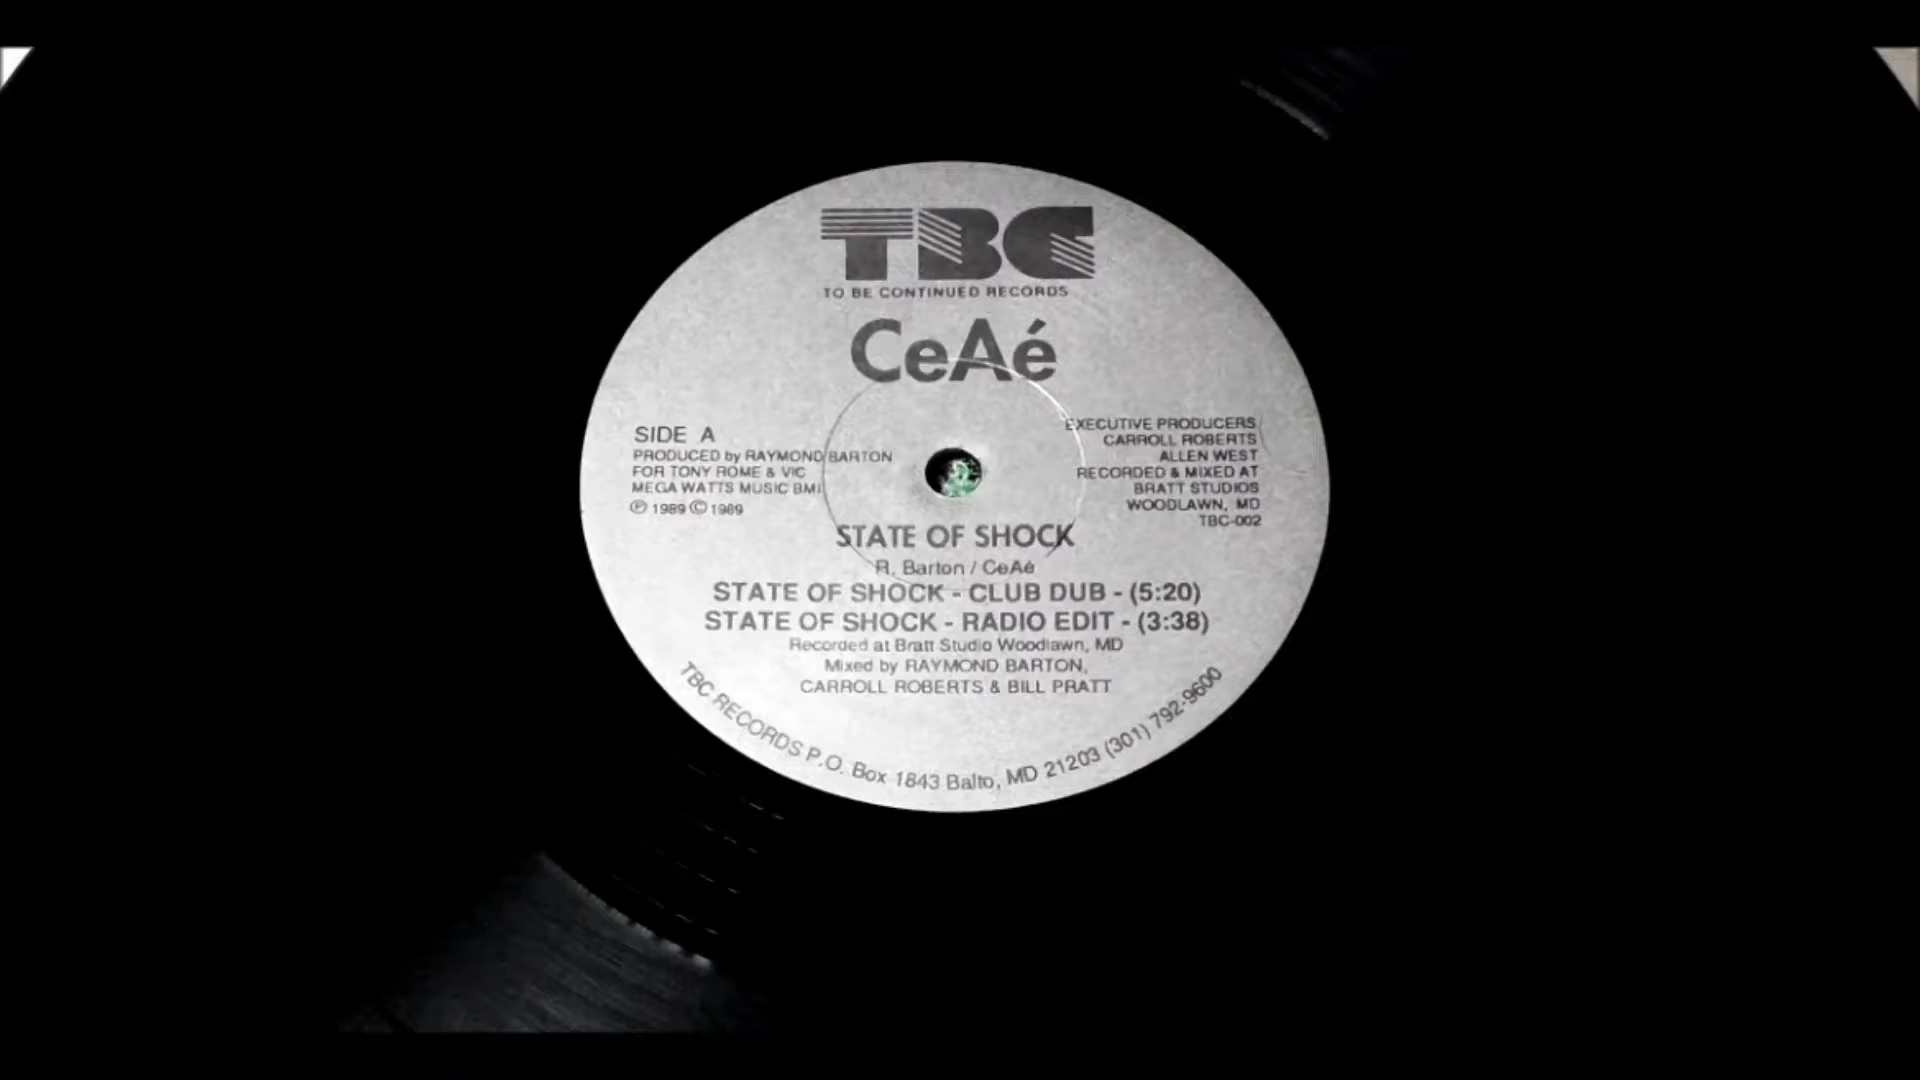 TBC
TO BE CONTINUED RECORDS
CeAé
SIDE A
PRODUCED by RAYMOND BARTON
FOR TONY ROME & VIC
MEGA WATTS MUSIC BMI
Ⓟ 1989 © 1989
EXECUTIVE PRODUCERS
CARROLL ROBERTS
ALLEN WEST
RECORDED & MIXED AT
BRATT STUDIOS
WOODLAWN, MD
TBC-002
STATE OF SHOCK
R. Barton / CeAé
STATE OF SHOCK - CLUB DUB - (5:20)
STATE OF SHOCK - RADIO EDIT - (3:38)
Recorded at Bratt Studio Woodlawn, MD
Mixed by RAYMOND BARTON,
CARROLL ROBERTS & BILL PRATT
TBC RECORDS P.O. Box 1843 Balto, MD 21203 (301) 792-9600